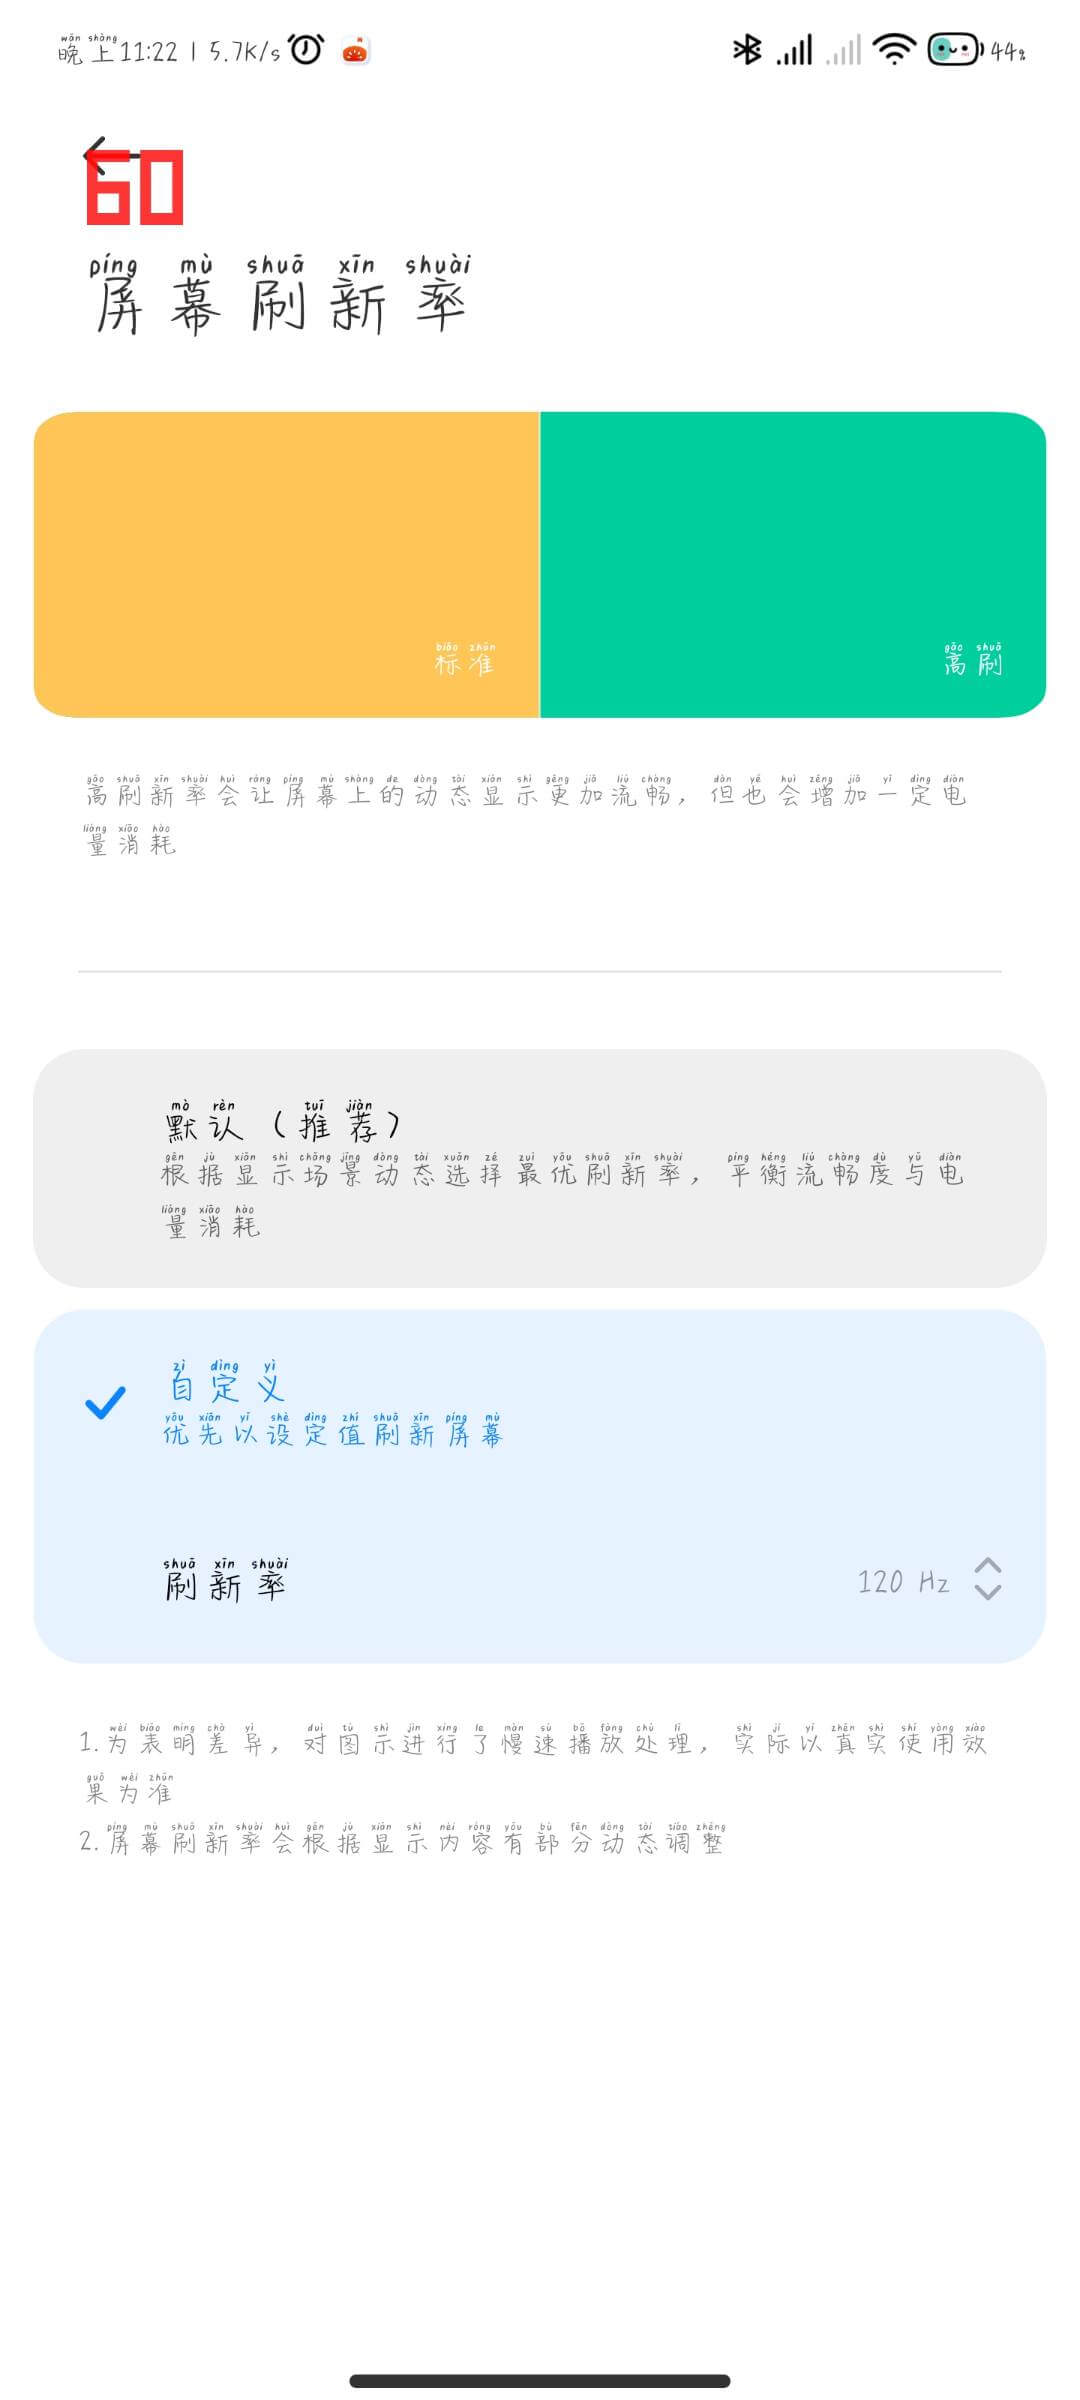 wǎn shàng
晚上11:22 | 5.7K/s
44%
60
píng mù shuā xīn shuài
屏幕刷新率
biāo zhǔn
标准
gāo shuā
高刷
gāo shuā xīn shuài huì ràng píng mù shàng de dòng tài xiǎn shì gèng jiā liú chàng dàn yě huì zēng jiā yī dìng diàn
高刷新率会让屏幕上的动态显示更加流畅，但也会增加一定电
liàng xiāo hào
量消耗
mò rèn tuī jiàn
默认（推荐）
gēn jù xiǎn shì chǎng jǐng dòng tài xuǎn zé zuì yōu shuā xīn shuài píng héng liú chàng dù yǔ diàn
根据显示场景动态选择最优刷新率，平衡流畅度与电
liàng xiāo hào
量消耗
zì dìng yì
自定义
yōu xiān yǐ shè dìng zhí shuā xīn píng mù
优先以设定值刷新屏幕
shuā xīn shuài
刷新率
120 Hz
wèi biǎo míng chà yì duì tú shì jìn xíng le màn sù bō fàng chǔ lǐ shí jì yǐ zhēn shí shǐ yòng xiào
1.为表明差异，对图示进行了慢速播放处理，实际以真实使用效
guǒ wéi zhǔn
果为准
píng mù shuā xīn shuài huì gēn jù xiǎn shì nèi róng yǒu bù fēn dòng tài tiáo zhěng
2.屏幕刷新率会根据显示内容有部分动态调整